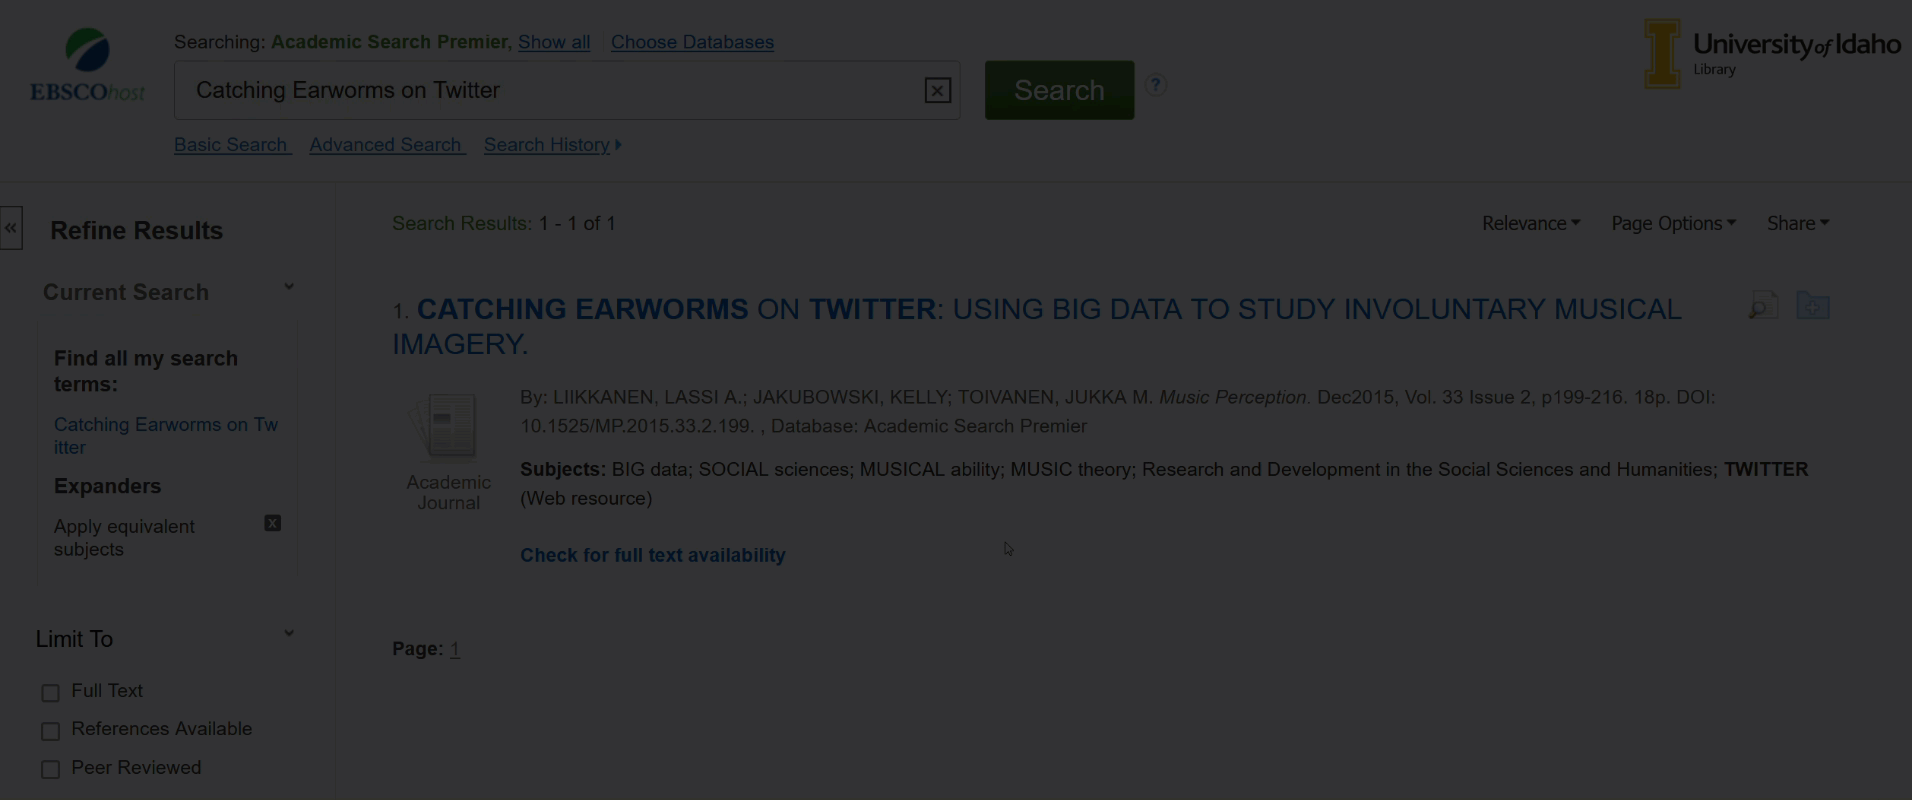 Searching: Academic Search Premier, Show all Choose Databases
University of Idaho
Library
EBSCOhost
Catching Earworms on Twitter
Search
?
Basic Search Advanced Search Search History
«
Refine Results
Search Results: 1 - 1 of 1
Relevance Page Options Share
Current Search
Find all my search
terms:
Catching Earworms on Tw
itter
Expanders
Apply equivalent
subjects
1. CATCHING EARWORMS ON TWITTER: USING BIG DATA TO STUDY INVOLUNTARY MUSICAL
IMAGERY.
By: LIIKKANEN, LASSI A.; JAKUBOWSKI, KELLY; TOIVANEN, JUKKA M. Music Perception. Dec2015, Vol. 33 Issue 2, p199-216. 18p. DOI:
10.1525/MP.2015.33.2.199. , Database: Academic Search Premier
Academic
Journal
Subjects: BIG data; SOCIAL sciences; MUSICAL ability; MUSIC theory; Research and Development in the Social Sciences and Humanities; TWITTER
(Web resource)
Check for full text availability
Page: 1
Limit To
Full Text
References Available
Peer Reviewed